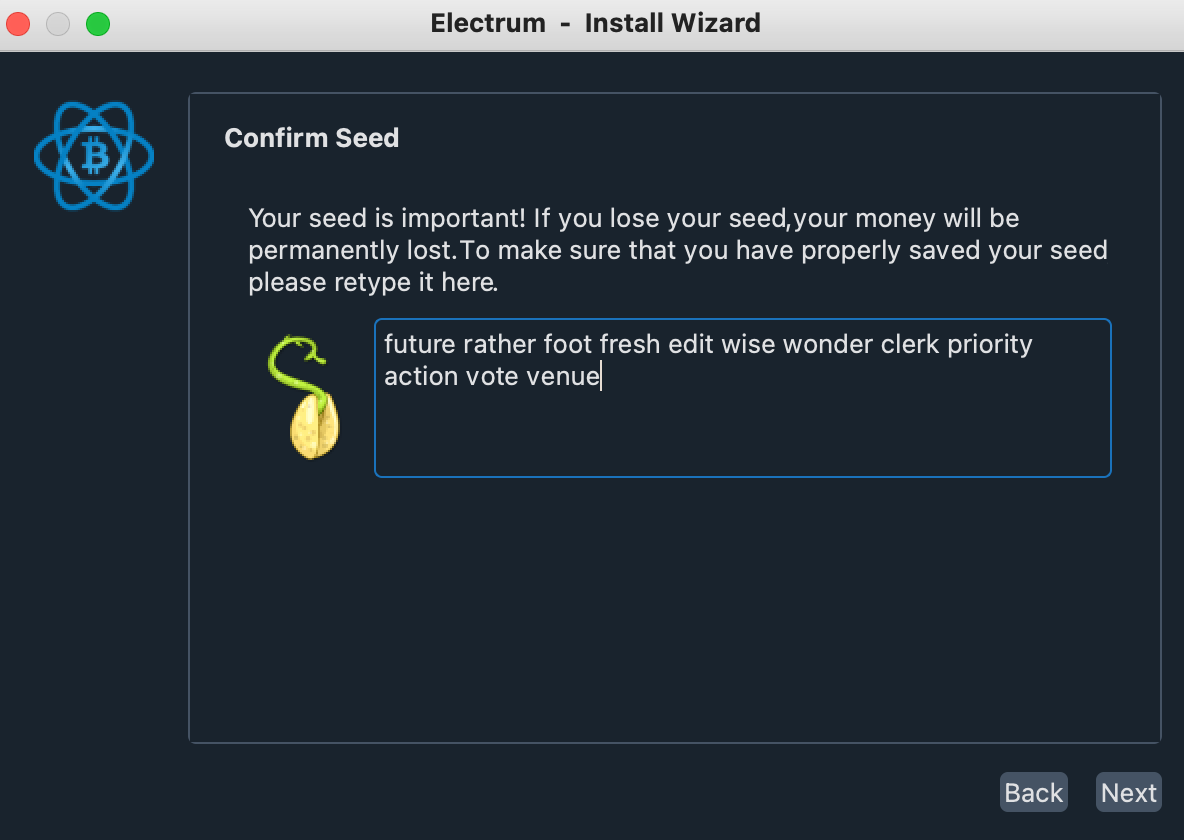 Electrum - Install Wizard
Confirm Seed
Your seed is important! If you lose your seed,your money will be
permanently lost.To make sure that you have properly saved your seed
please retype it here.
future rather foot fresh edit wise wonder clerk priority
action vote venue
Back Next